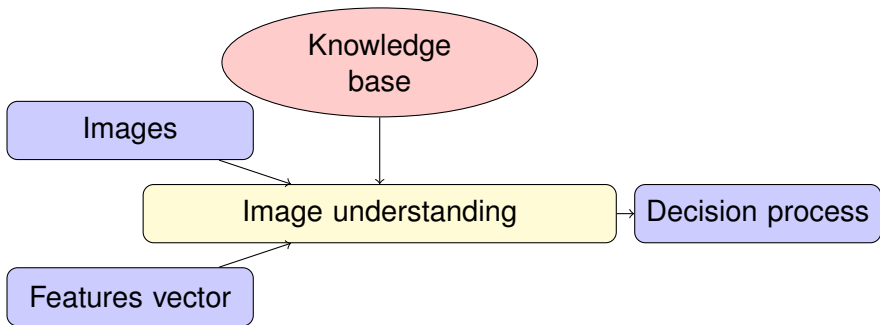 Knowledge
base
Images
Image understanding
Decision process
Features vector